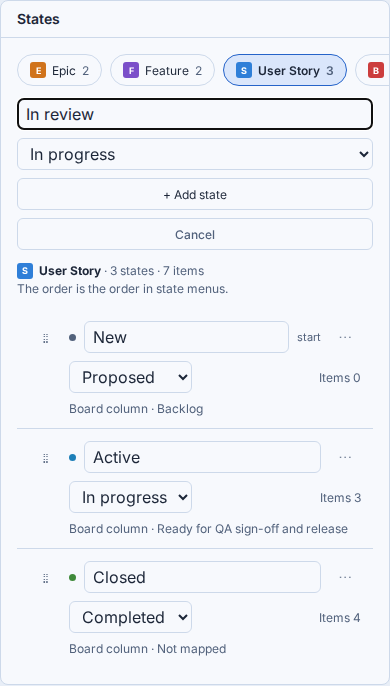 States
E Epic 2 F Feature 2 S User Story 3 B
In review
In progress
+ Add state
Cancel
S User Story · 3 states · 7 items
The order is the order in state menus.
New start ...
Proposed Items 0
Board column · Backlog
Active ...
In progress Items 3
Board column · Ready for QA sign-off and release
Closed ...
Completed Items 4
Board column · Not mapped